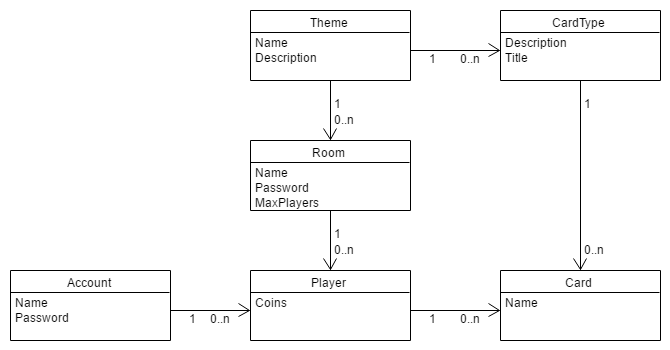 Theme
Name
Description
CardType
Description
Title
1
0..n
1
0..n
1
Room
Name
Password
MaxPlayers
1
0..n
0..n
Account
Name
Password
Player
Coins
Card
Name
1
0..n
1
0..n